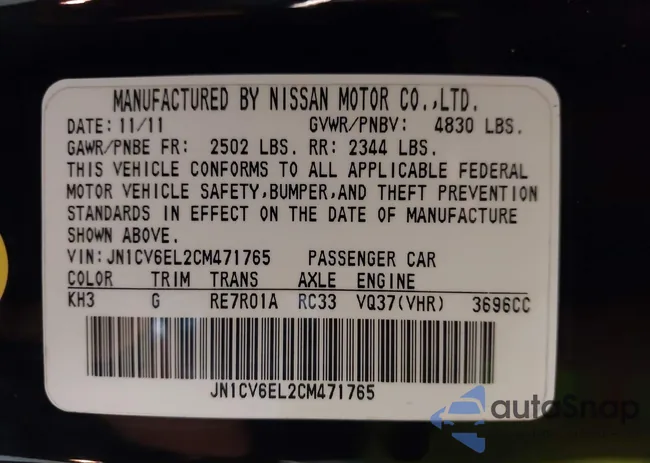 MANUFACTURED BY NISSAN MOTOR CO.,LTD.
DATE: 11/11 GVWR/PNBV: 4830 LBS.
GAWR/PNBE FR: 2502 LBS. RR: 2344 LBS.
THIS VEHICLE CONFORMS TO ALL APPLICABLE FEDERAL
MOTOR VEHICLE SAFETY,BUMPER,AND THEFT PREVENTION
STANDARDS IN EFFECT ON THE DATE OF MANUFACTURE
SHOWN ABOVE.
VIN: JN1CV6EL2CM471765 PASSENGER CAR
COLOR TRIM TRANS AXLE ENGINE
KH3 G RE7R01A RC33 VQ37(VHR) 3696CC
JN1CV6EL2CM471765
autoSnap